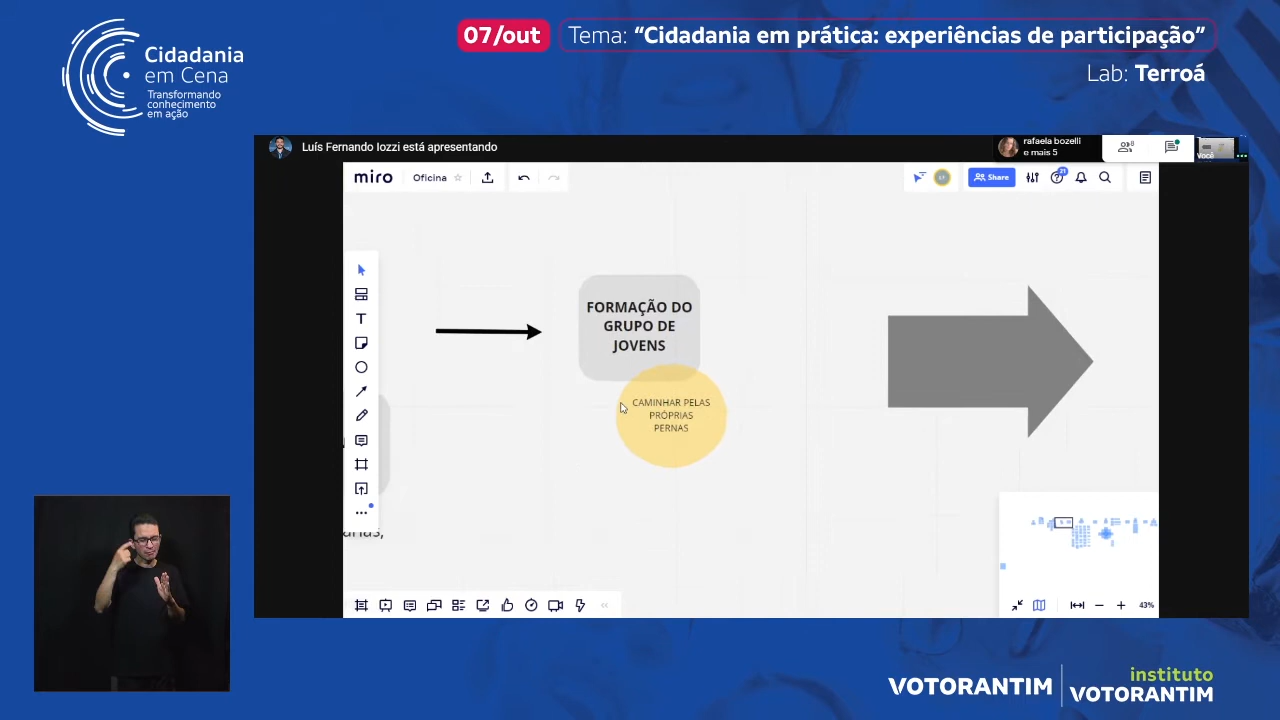 Cidadania
em Cena
Transformando
conhecimento
em ação
07/out
Tema: “Cidadania em prática: experiências de participação”
Lab: Terroá
Luís Fernando Iozzi está apresentando
rafaela bozelli
e mais 5
Você
miro
Oficina
Share
FORMAÇÃO DO
GRUPO DE
JOVENS
CAMINHAR PELAS
PRÓPRIAS
PERNAS
43%
VOTORANTIM
instituto
VOTORANTIM